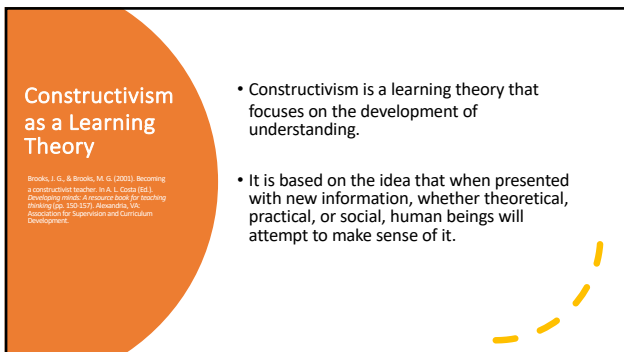 Constructivism
as a Learning
Theory
Brooks, J. G., & Brooks, M. G. (2001). Becoming
a constructivist teacher. In A. L. Costa (Ed.).
Developing minds: A resource book for teaching
thinking (pp. 150-157). Alexandria, VA:
Association for Supervision and Curriculum
Development.
• Constructivism is a learning theory that
focuses on the development of
understanding.
• It is based on the idea that when presented
with new information, whether theoretical,
practical, or social, human beings will
attempt to make sense of it.